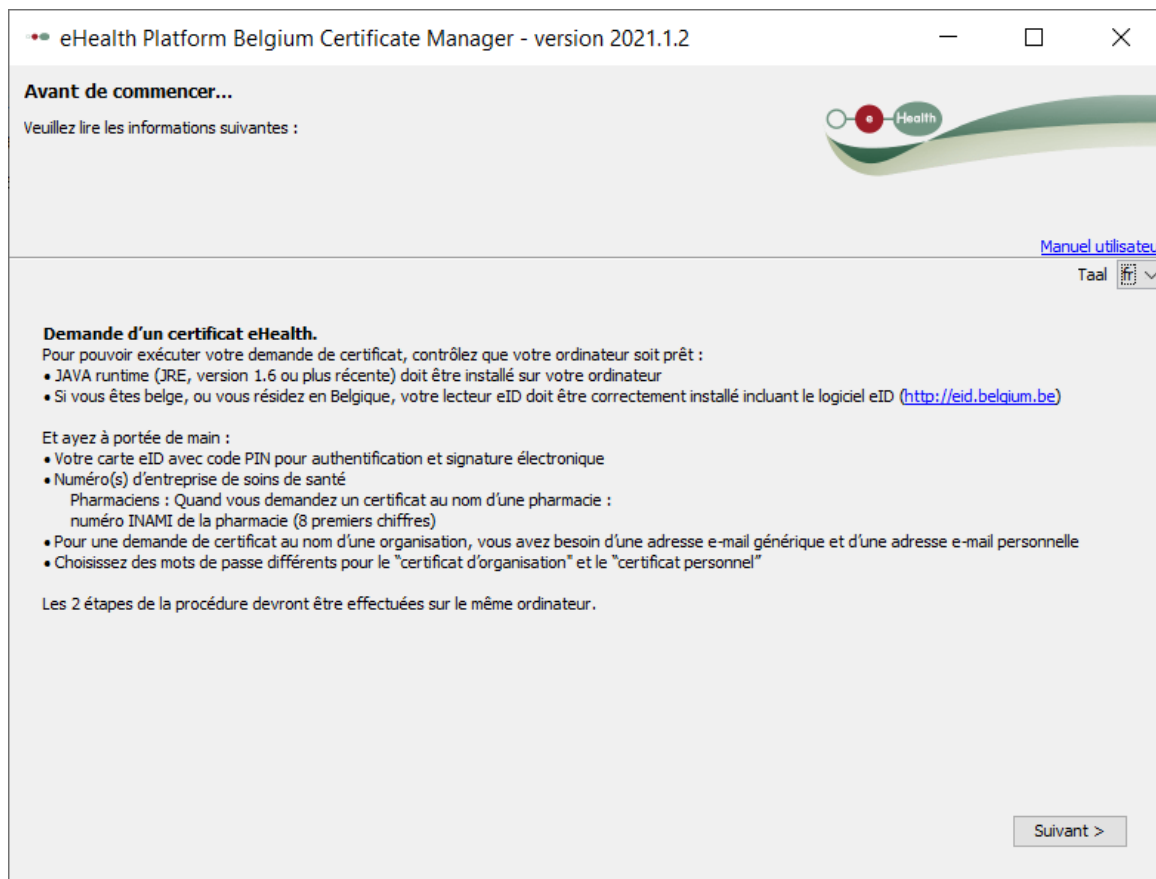 eHealth Platform Belgium Certificate Manager - version 2021.1.2
Avant de commencer...
Veuillez lire les informations suivantes :
e Health
Manuel utilisateu
Taal fr
Demande d'un certificat eHealth.
Pour pouvoir exécuter votre demande de certificat, contrôlez que votre ordinateur soit prêt :
• JAVA runtime (JRE, version 1.6 ou plus récente) doit être installé sur votre ordinateur
• Si vous êtes belge, ou vous résidez en Belgique, votre lecteur eID doit être correctement installé incluant le logiciel eID (http://eid.belgium.be)
Et ayez à portée de main :
• Votre carte eID avec code PIN pour authentification et signature électronique
• Numéro(s) d'entreprise de soins de santé
Pharmaciens : Quand vous demandez un certificat au nom d'une pharmacie :
numéro INAMI de la pharmacie (8 premiers chiffres)
• Pour une demande de certificat au nom d'une organisation, vous avez besoin d'une adresse e-mail générique et d'une adresse e-mail personnelle
• Choisissez des mots de passe différents pour le "certificat d'organisation" et le "certificat personnel"
Les 2 étapes de la procédure devront être effectuées sur le même ordinateur.
Suivant >